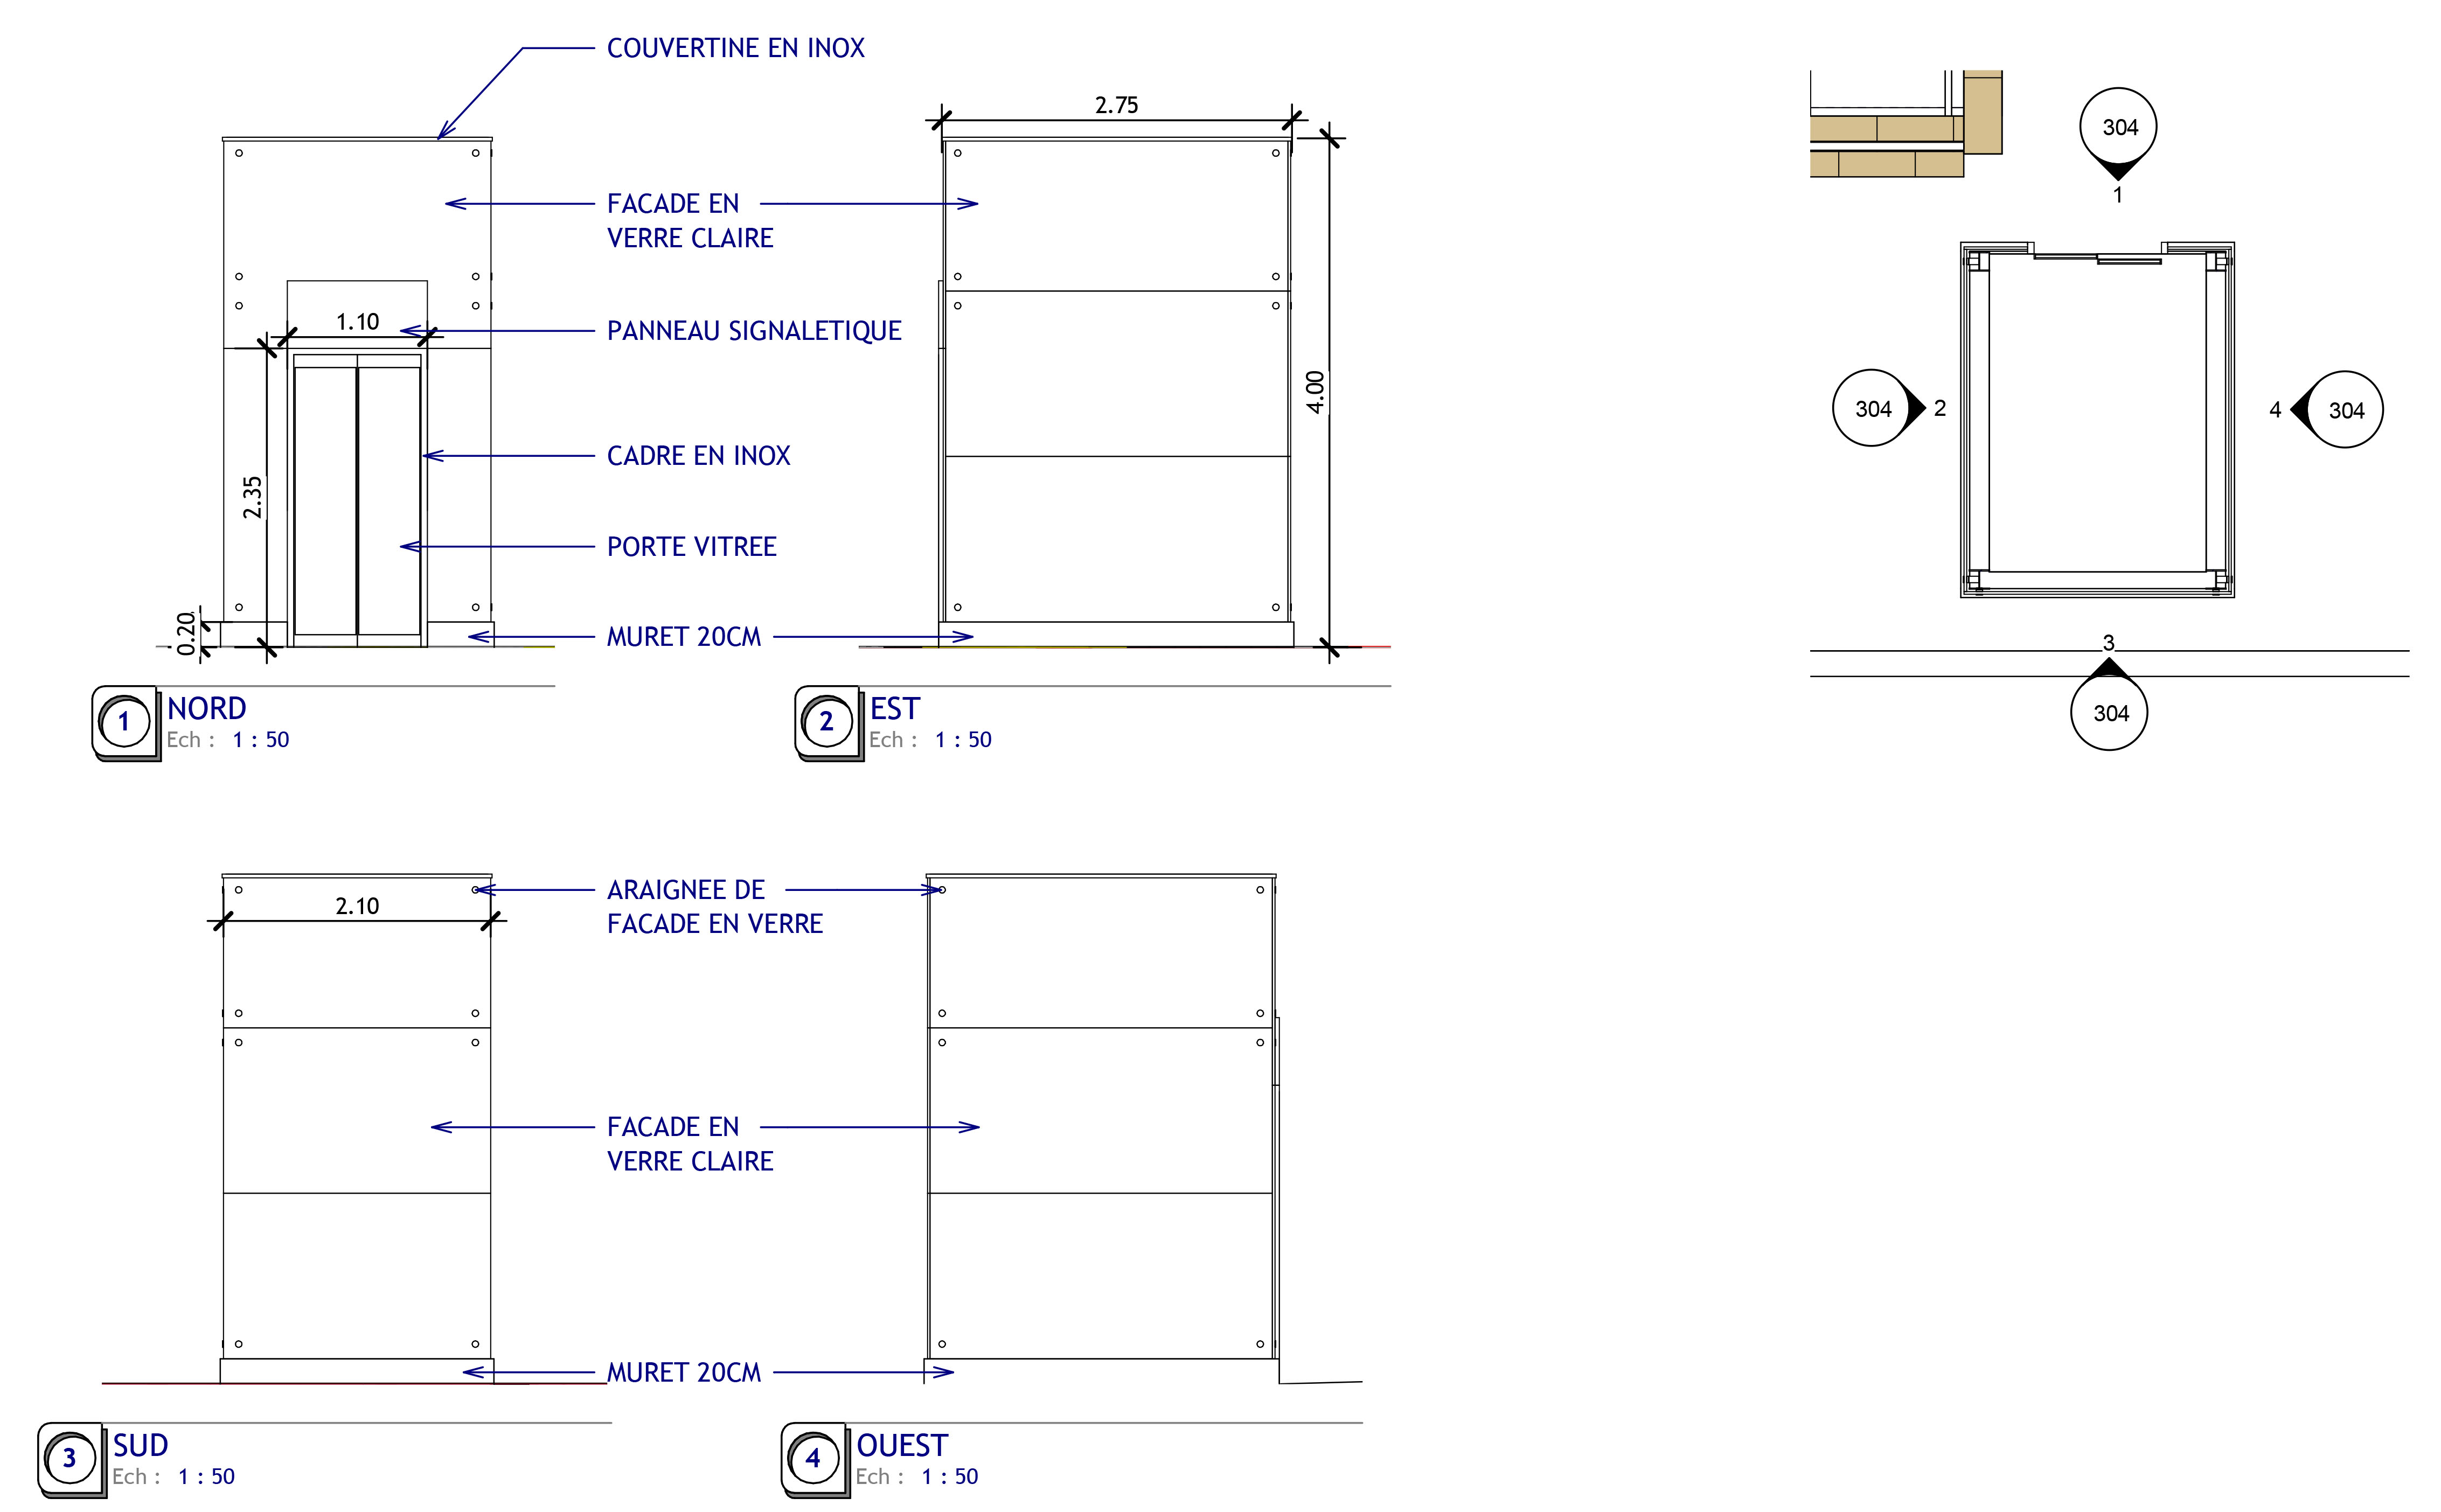 COUVERTINE EN INOX
2.75
FACADE EN
VERRE CLAIRE
1.10
PANNEAU SIGNALETIQUE
4.00
CADRE EN INOX
2.35
PORTE VITREE
0.20
MURET 20CM
1
NORD
Ech : 1 : 50
2
EST
Ech : 1 : 50
304
1
304
2
4
304
3
304
ARAIGNEE DE
FACADE EN VERRE
2.10
FACADE EN
VERRE CLAIRE
MURET 20CM
3
SUD
Ech : 1 : 50
4
OUEST
Ech : 1 : 50